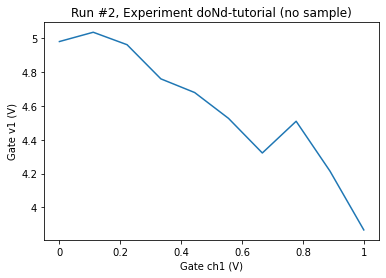 Run #2, Experiment doNd-tutorial (no sample)
Gate v1 (V)
5
4.8
4.6
4.4
4.2
4
0 0.2 0.4 0.6 0.8 1
Gate ch1 (V)